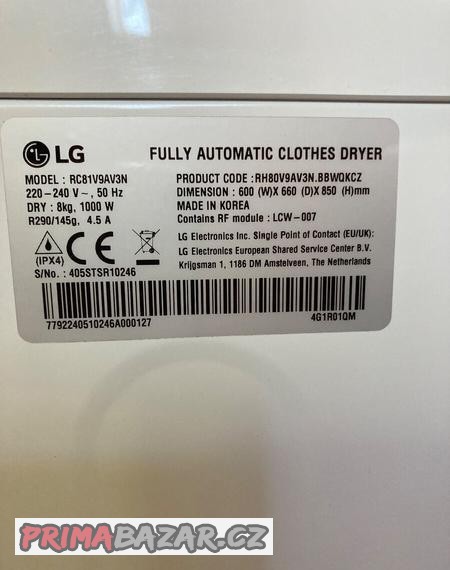 LG FULLY AUTOMATIC CLOTHES DRYER
MODEL : RC81V9AV3N
220-240 V~, 50 Hz
DRY : 8kg, 1000 W
R290/145g, 4.5 A
PRODUCT CODE : RH80V9AV3N.BBWQKCZ
DIMENSION : 600 (W)X 660 (D)X 850 (H)mm
MADE IN KOREA
Contains RF module : LCW-007
LG Electronics Inc. Single Point of Contact (EU/UK):
LG Electronics European Shared Service Center B.V.
Krijgsman 1, 1186 DM Amstelveen, The Netherlands
(IPX4)
CE
S/No. : 405STSR10246
7792240510246A000127
4G1R01QM
PRIMABAZAR.CZ